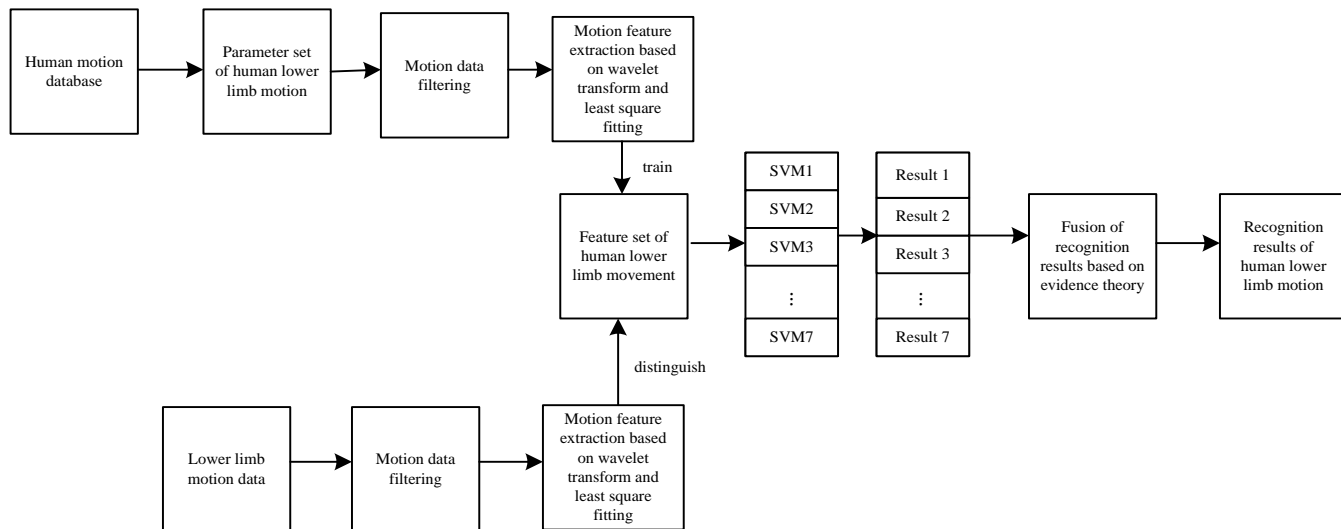 Human motion
database
Parameter set
of human lower
limb motion
Motion data
filtering
Motion feature
extraction based
on wavelet
transform and
least square
fitting
train
Feature set of
human lower
limb movement
SVM1
SVM2
SVM3
⋮
SVM7
Result 1
Result 2
Result 3
⋮
Result 7
Fusion of
recognition
results based on
evidence theory
Recognition
results of
human lower
limb motion
distinguish
Lower limb
motion data
Motion data
filtering
Motion feature
extraction based
on wavelet
transform and
least square
fitting